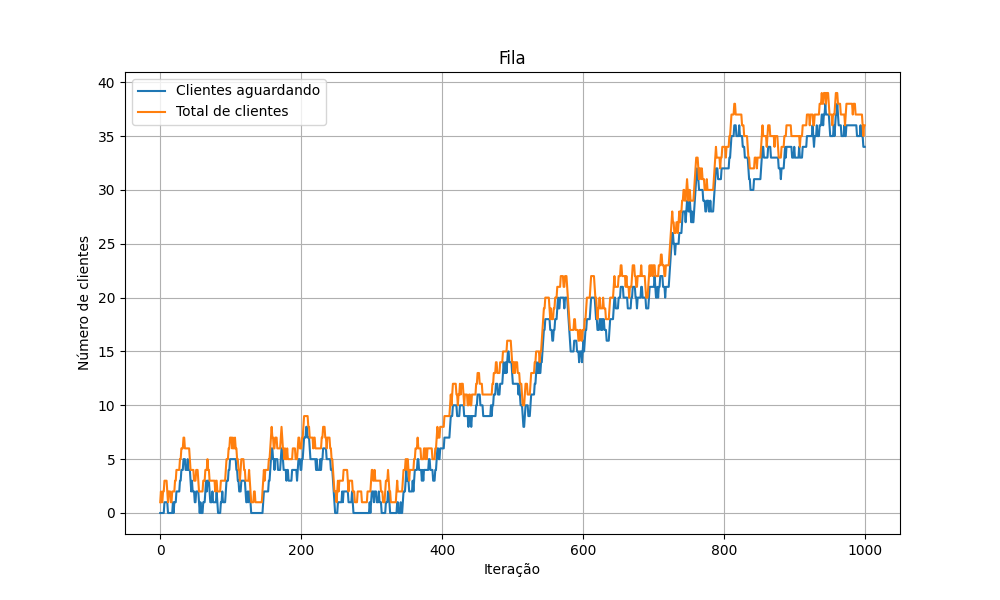 Fila
Clientes aguardando
Total de clientes
Número de clientes
40
35
30
25
20
15
10
5
0
0 200 400 600 800 1000
Iteração